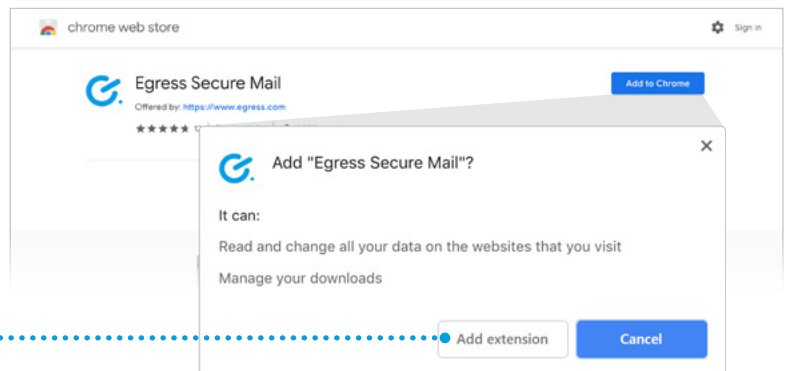 chrome web store
Sign in
Egress Secure Mail
Add to Chrome
Offered by: https://www.egress.com
Add "Egress Secure Mail"?
It can:
Read and change all your data on the websites that you visit
Manage your downloads
Add extension
Cancel